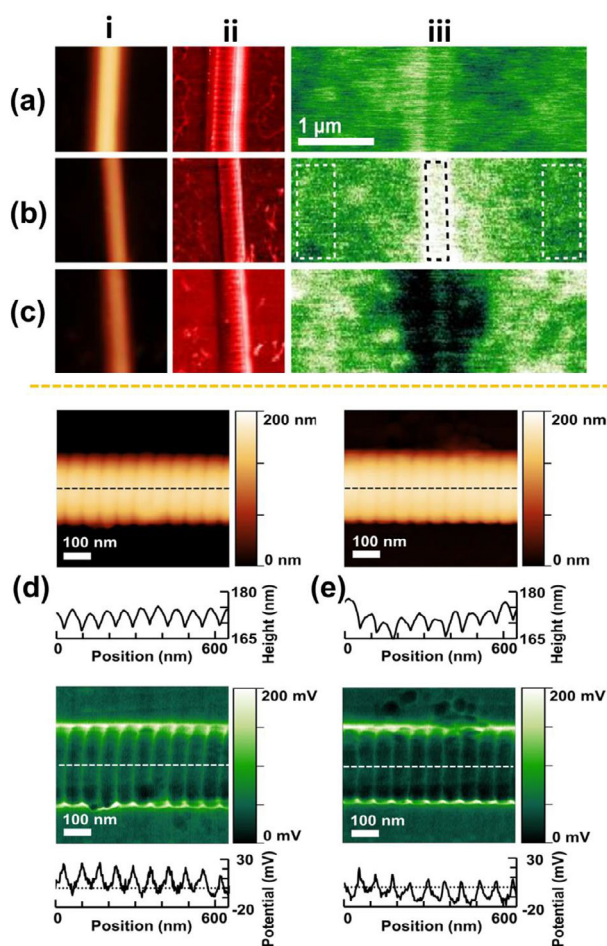 i ii iii
(a)
1 µm
(b)
(c)
200 nm 200 nm
100 nm 0 nm 100 nm 0 nm
(d) (e)
180 180
165 165
Height (nm) Height (nm)
0 600 0 600
Position (nm) Position (nm)
200 mV 200 mV
100 nm 0 mV 100 nm 0 mV
30 30
-20 -20
Potential (mV) Potential (mV)
0 600 0 600
Position (nm) Position (nm)